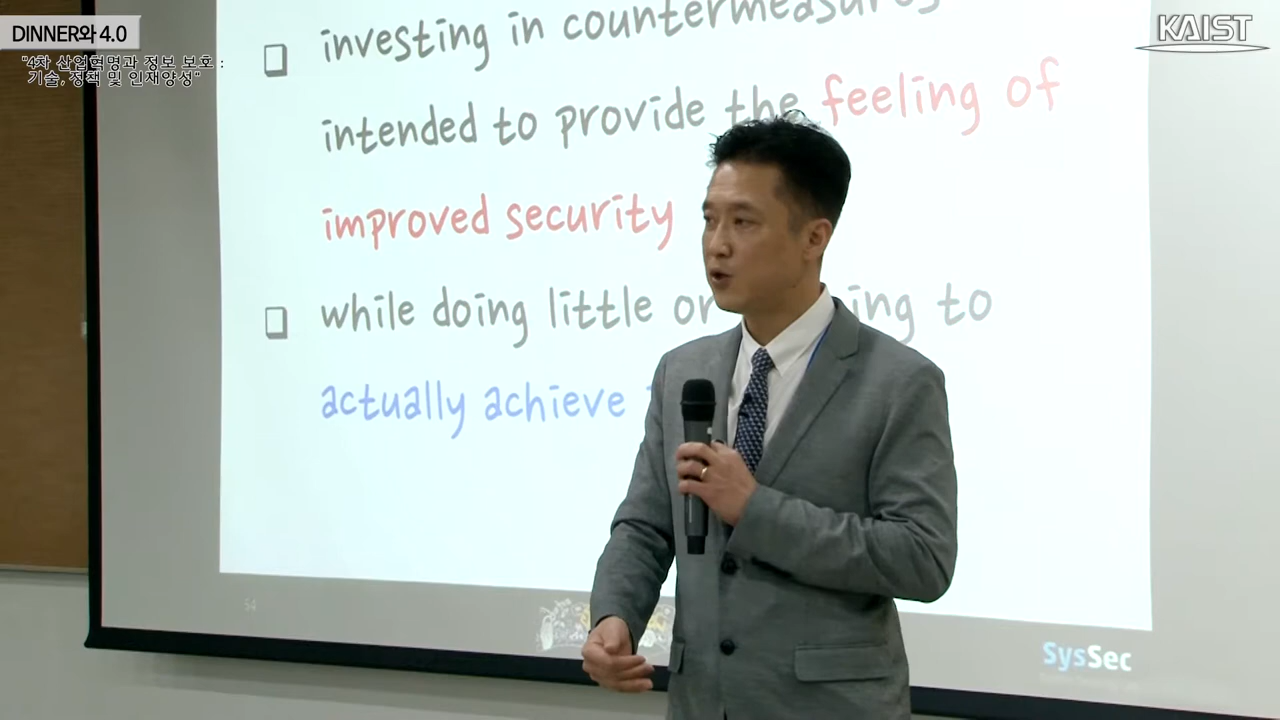 DINNER와 4.0
"4차 산업혁명과 정보 보호 :
기술, 정책 및 인재양성"
KAIST
❑ investing in countermeasures
intended to provide the feeling of
improved security
❑ while doing little or to
actually achieve
54
SysSec